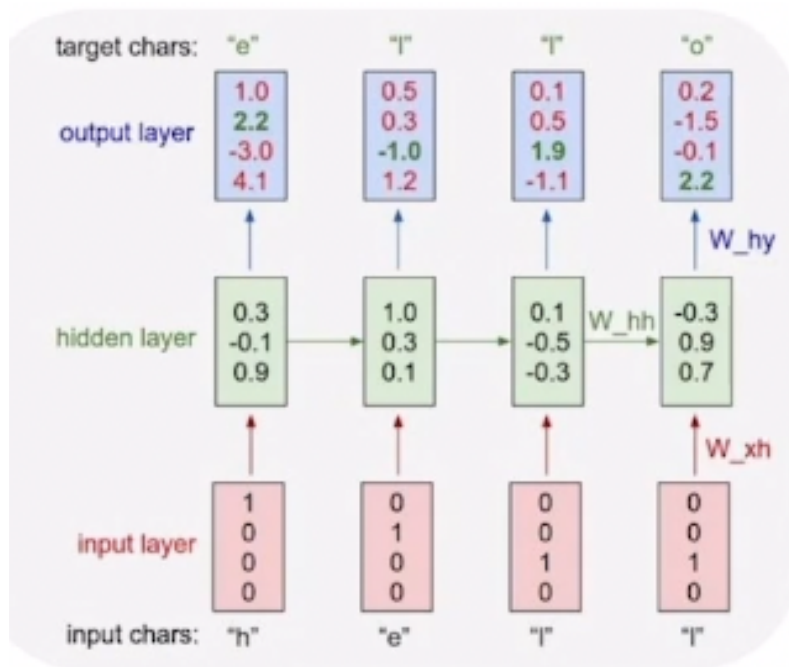 target chars: “e” “l” “l” “o”
output layer
1.0 0.5 0.1 0.2
2.2 0.3 0.5 -1.5
-3.0 -1.0 1.9 -0.1
4.1 1.2 -1.1 2.2
W_hy
hidden layer
0.3 1.0 0.1 -0.3
-0.1 0.3 -0.5 0.9
0.9 0.1 -0.3 0.7
W_hh
W_xh
input layer
1 0 0 0
0 1 0 0
0 0 1 1
0 0 0 0
input chars: “h” “e” “l” “l”